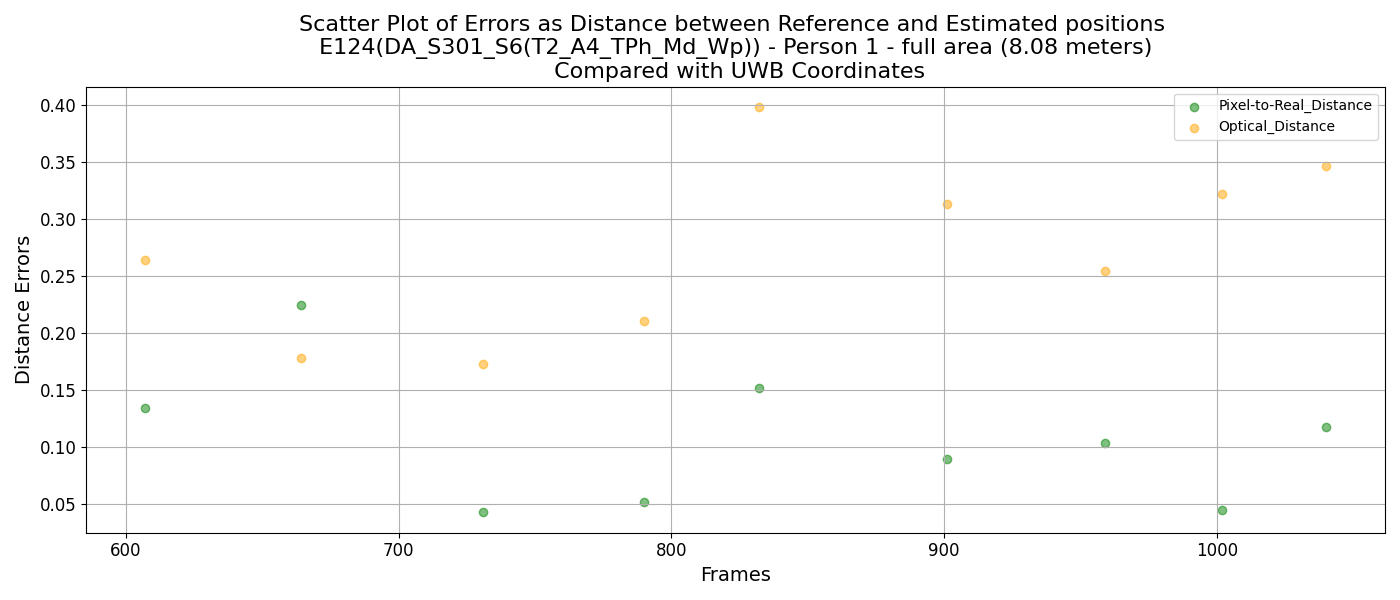 Scatter Plot of Errors as Distance between Reference and Estimated positions
E124(DA_S301_S6(T2_A4_TPh_Md_Wp)) - Person 1 - full area (8.08 meters)
Compared with UWB Coordinates
Pixel-to-Real_Distance
Optical_Distance
Distance Errors
0.40
0.35
0.30
0.25
0.20
0.15
0.10
0.05
600 700 800 900 1000
Frames